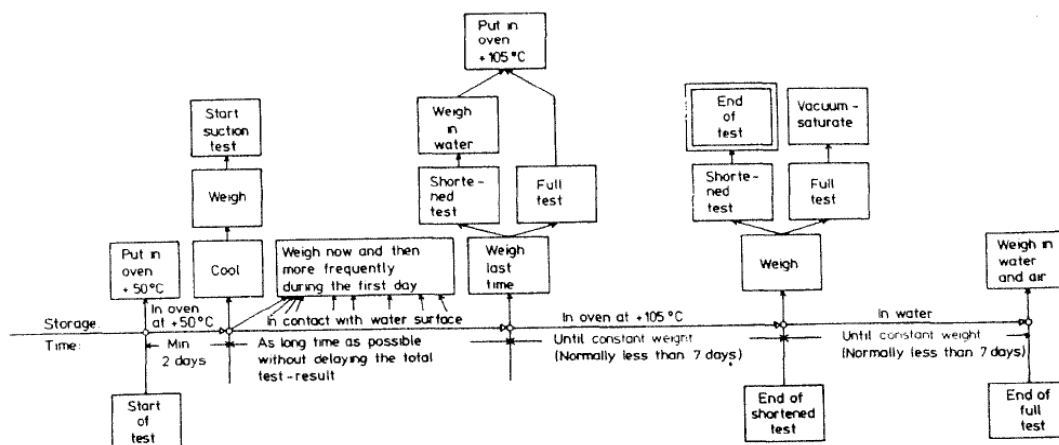 Put in
oven
+ 105 °C
Start
suction
test
Weigh
in
water
End
of
test
Vacuum-
saturate
Weigh
Shorte-
ned
test
Full
test
Shorte-
ned
test
Full
test
Put in
oven
+ 50°C
Cool
Weigh now and then
more frequently
during the first day
Weigh
last
time
Weigh
Weigh in
water
and air
Storage:
In oven
at +50°C
In contact with water surface
In oven at +105 °C
In water
Time:
Min
2 days
As long time as possible
without delaying the total
test-result
Until constant weight
(Normally less than 7 days)
Until constant weight
(Normally less than 7 days)
Start
of
test
End of
shortened
test
End of
full
test